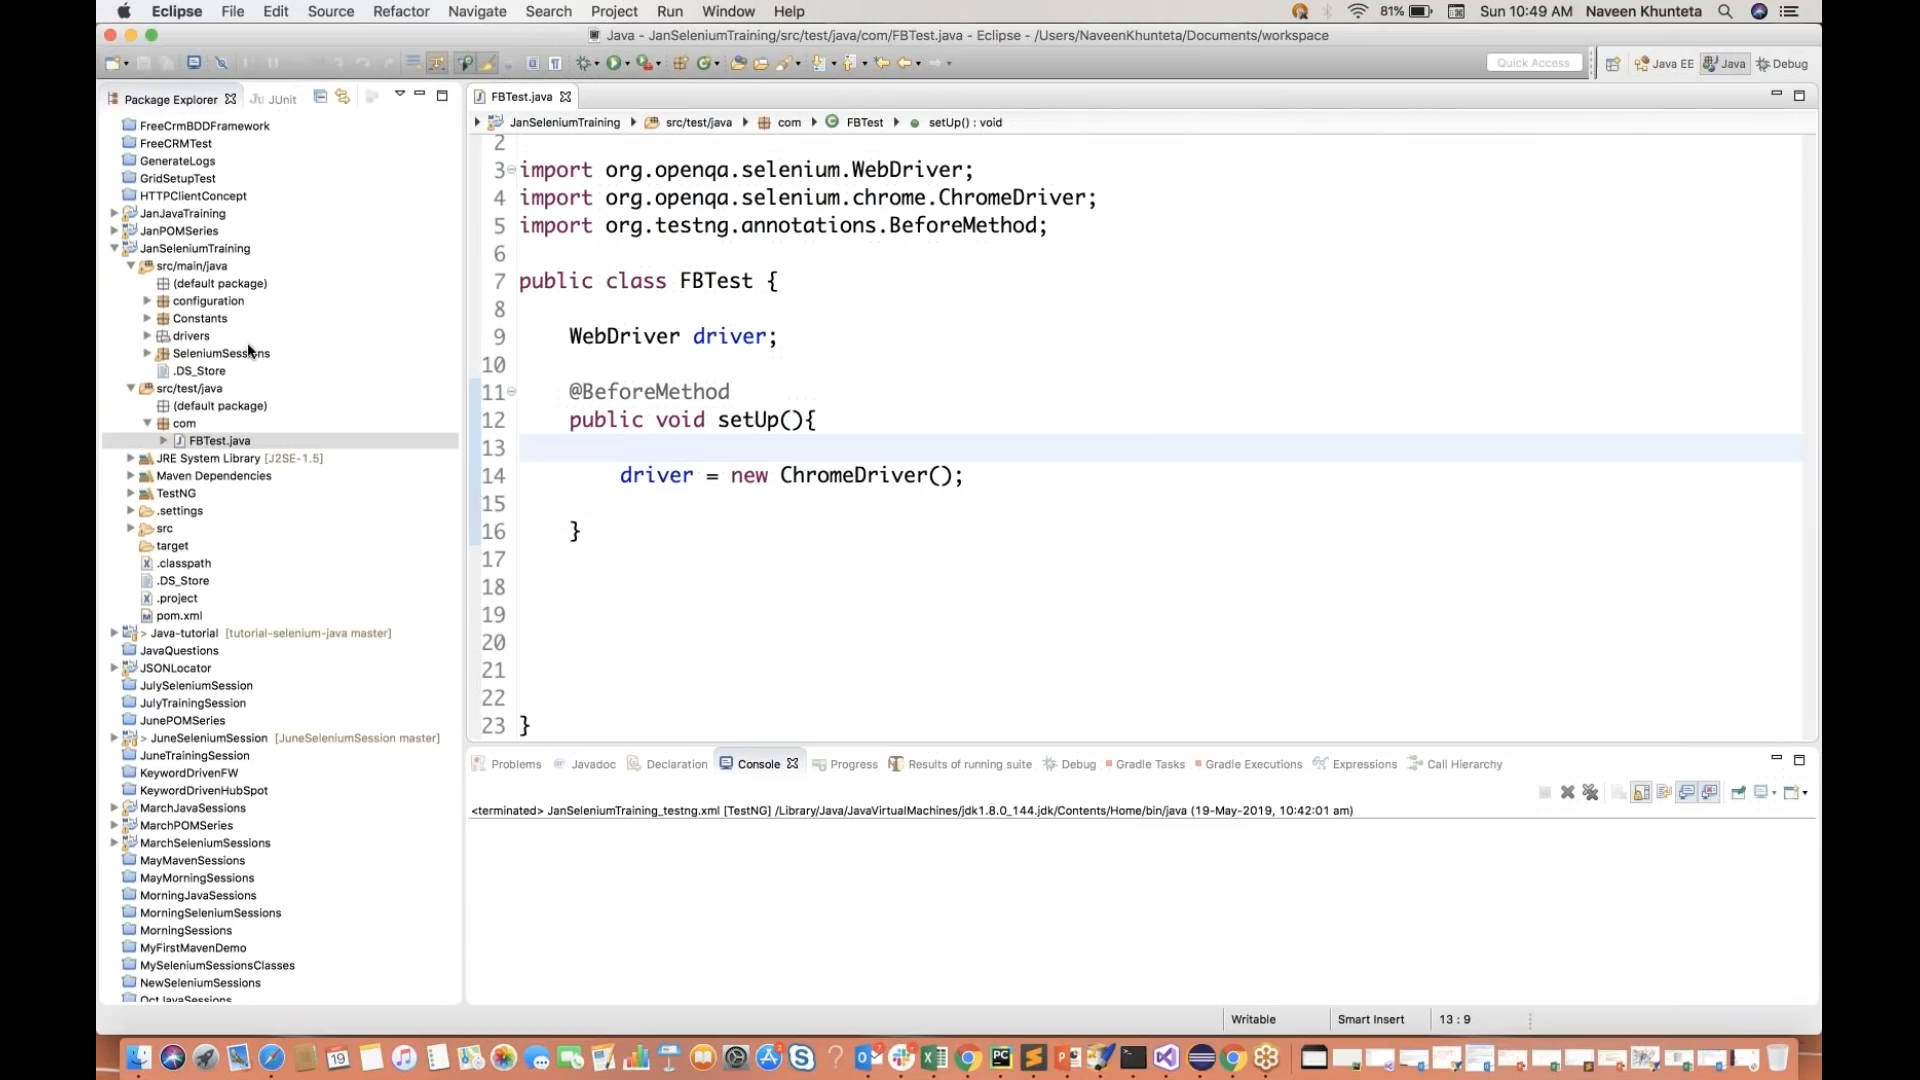 Eclipse File Edit Source Refactor Navigate Search Project Run Window Help 81% Sun 10:49 AM Naveen Khunteta
Java - JanSeleniumTraining/src/test/java/com/FBTest.java - Eclipse - /Users/NaveenKhunteta/Documents/workspace
Quick Access Java EE Java Debug
Package Explorer JUnit
FreeCrmBDDFramework
FreeCRMTest
GenerateLogs
GridSetupTest
HTTPClientConcept
JanJavaTraining
JanPOMSeries
JanSeleniumTraining
src/main/java
(default package)
configuration
Constants
drivers
SeleniumSessions
.DS_Store
src/test/java
(default package)
com
FBTest.java
JRE System Library [J2SE-1.5]
Maven Dependencies
TestNG
.settings
src
target
.classpath
.DS_Store
.project
pom.xml
> Java-tutorial [tutorial-selenium-java master]
JavaQuestions
JSONLocator
JulySeleniumSession
JulyTrainingSession
JunePOMSeries
> JuneSeleniumSession [JuneSeleniumSession master]
JuneTrainingSession
KeywordDrivenFW
KeywordDrivenHubSpot
MarchJavaSessions
MarchPOMSeries
MarchSeleniumSessions
MayMavenSessions
MayMorningSessions
MorningJavaSessions
MorningSeleniumSessions
MorningSessions
MyFirstMavenDemo
MySeleniumSessionsClasses
NewSeleniumSessions
OctJavaSessions
FBTest.java
JanSeleniumTraining src/test/java com FBTest setUp() : void
2
3 import org.openqa.selenium.WebDriver;
4 import org.openqa.selenium.chrome.ChromeDriver;
5 import org.testng.annotations.BeforeMethod;
6
7 public class FBTest {
8
9 WebDriver driver;
10
11 @BeforeMethod
12 public void setUp(){
13
14 driver = new ChromeDriver();
15
16 }
17
18
19
20
21
22
23 }
Problems Javadoc Declaration Console Progress Results of running suite Debug Gradle Tasks Gradle Executions Expressions Call Hierarchy
<terminated> JanSeleniumTraining_testng.xml [TestNG] /Library/Java/JavaVirtualMachines/jdk1.8.0_144.jdk/Contents/Home/bin/java (19-May-2019, 10:42:01 am)
Writable Smart Insert 13 : 9
19
PC